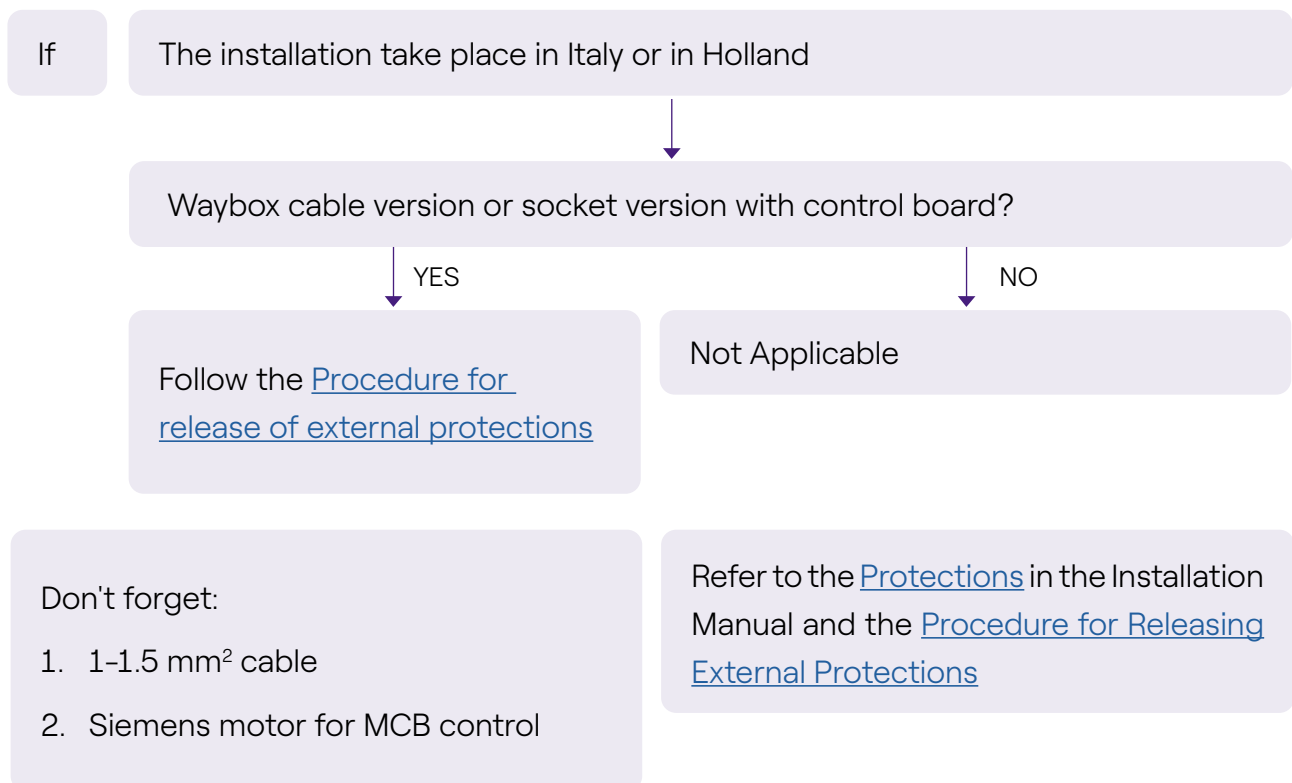 If
The installation take place in Italy or in Holland
Waybox cable version or socket version with control board?
YES
NO
Follow the Procedure for
release of external protections
Not Applicable
Don't forget:
1. 1-1.5 mm² cable
2. Siemens motor for MCB control
Refer to the Protections in the Installation
Manual and the Procedure for Releasing
External Protections